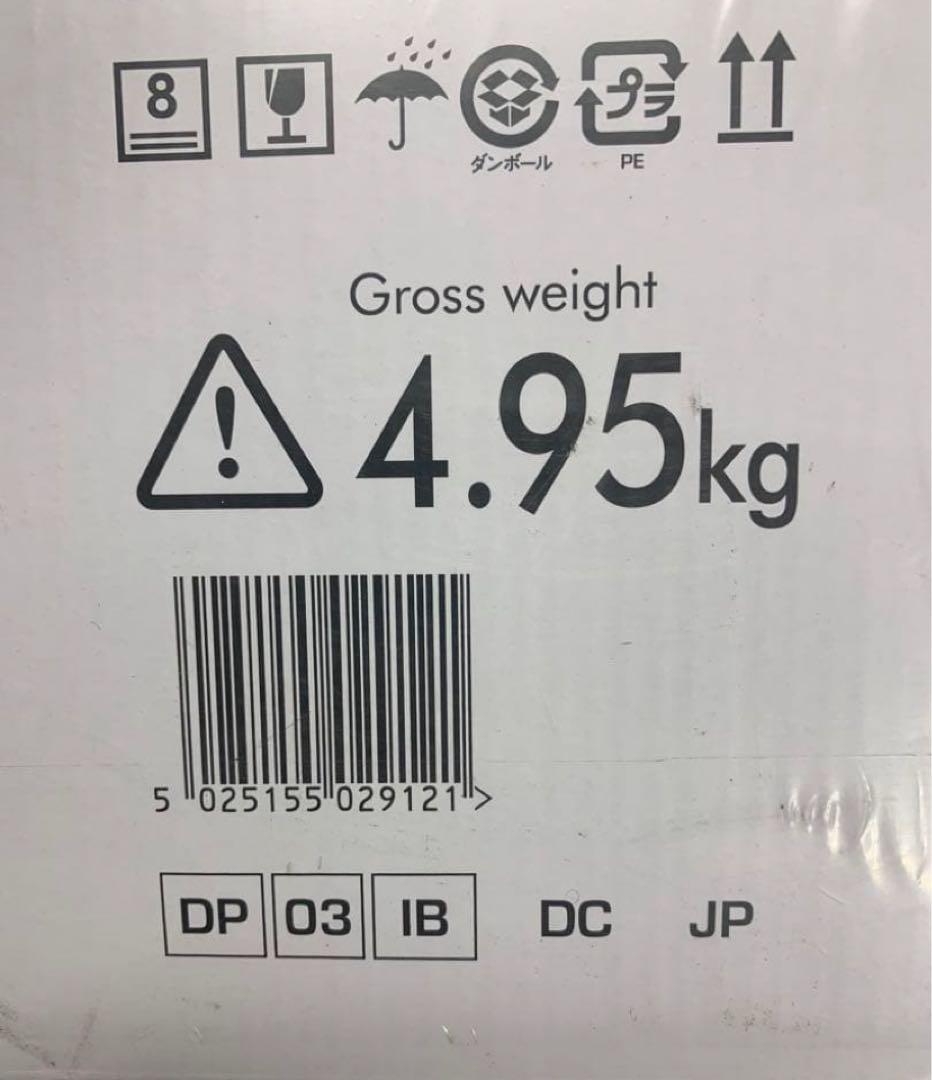 8
ダンボール
プラ
PE
Gross weight
4.95kg
5 025155 029121 >
DP 03 IB DC JP